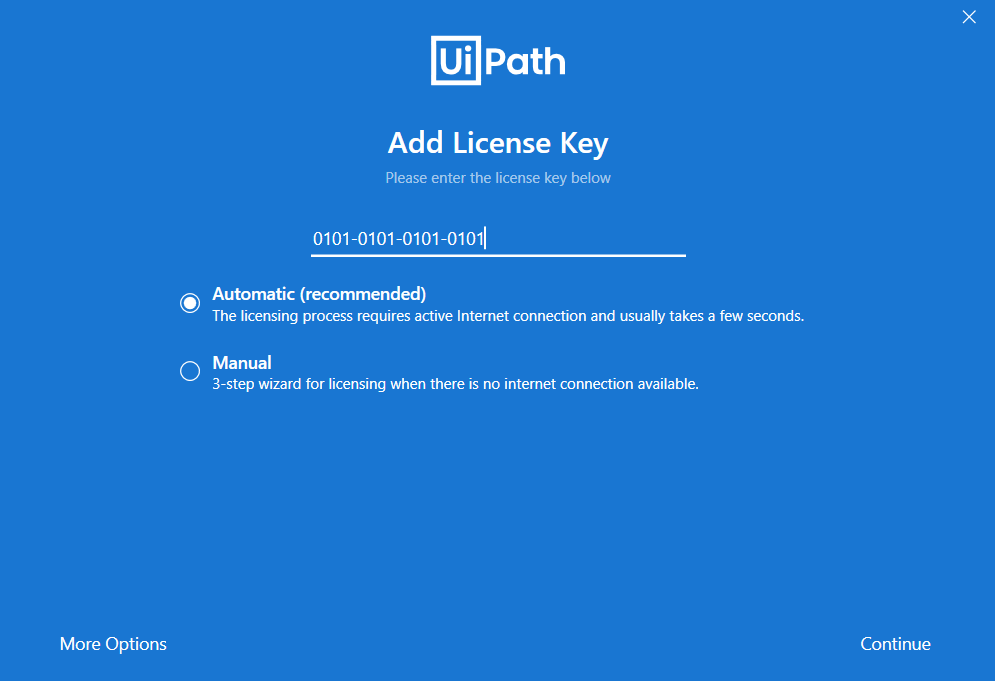 UiPath
Add License Key
Please enter the license key below
0101-0101-0101-0101
Automatic (recommended)
The licensing process requires active Internet connection and usually takes a few seconds.
Manual
3-step wizard for licensing when there is no internet connection available.
More Options
Continue